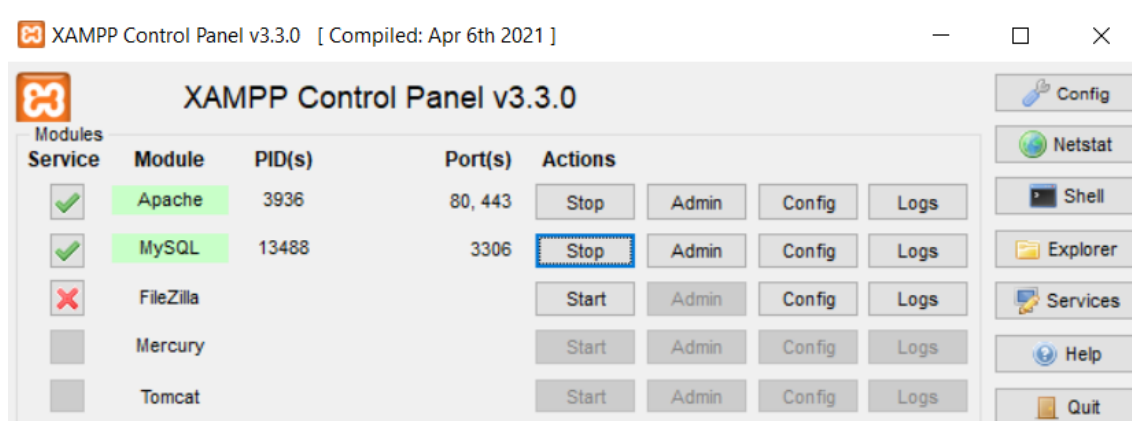 XAMPP Control Panel v3.3.0 [ Compiled: Apr 6th 2021 ]
XAMPP Control Panel v3.3.0
Config
Modules
Netstat
Service Module PID(s) Port(s) Actions
Apache 3936 80, 443 Stop Admin Config Logs
Shell
MySQL 13488 3306 Stop Admin Config Logs
Explorer
FileZilla Start Admin Config Logs
Services
Mercury Start Admin Config Logs
Help
Tomcat Start Admin Config Logs
Quit